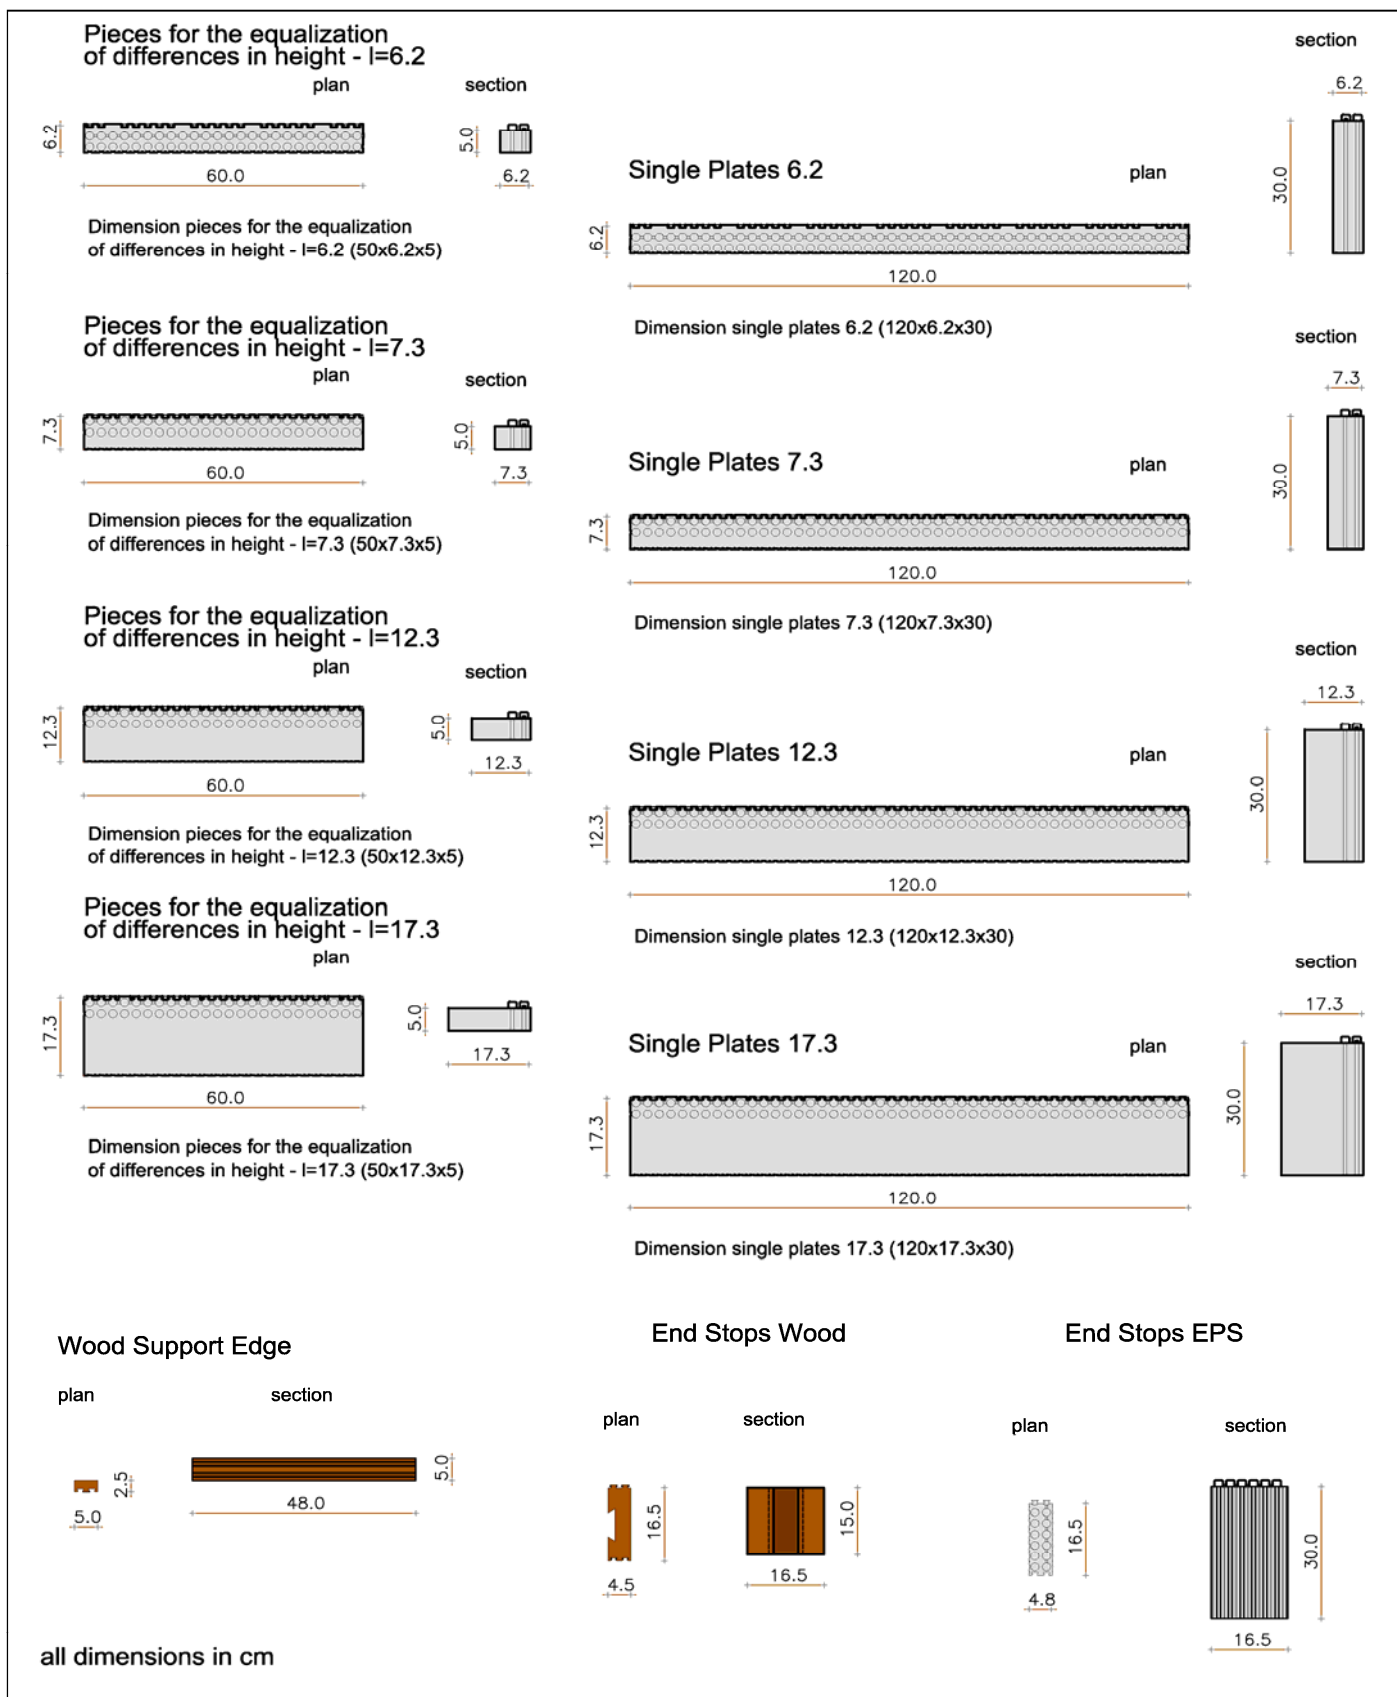 Pieces for the equalization
of differences in height - l=6.2
plan
section
6.2
60.0
5.0
6.2
Dimension pieces for the equalization
of differences in height - l=6.2 (50x6.2x5)
Pieces for the equalization
of differences in height - l=7.3
plan
section
7.3
60.0
5.0
7.3
Dimension pieces for the equalization
of differences in height - l=7.3 (50x7.3x5)
Pieces for the equalization
of differences in height - l=12.3
plan
section
12.3
60.0
5.0
12.3
Dimension pieces for the equalization
of differences in height - l=12.3 (50x12.3x5)
Pieces for the equalization
of differences in height - l=17.3
plan
section
17.3
60.0
5.0
17.3
Dimension pieces for the equalization
of differences in height - l=17.3 (50x17.3x5)
Single Plates 6.2
plan
section
6.2
120.0
6.2
30.0
Dimension single plates 6.2 (120x6.2x30)
Single Plates 7.3
plan
section
7.3
120.0
7.3
30.0
Dimension single plates 7.3 (120x7.3x30)
Single Plates 12.3
plan
section
12.3
120.0
12.3
30.0
Dimension single plates 12.3 (120x12.3x30)
Single Plates 17.3
plan
section
17.3
120.0
17.3
30.0
Dimension single plates 17.3 (120x17.3x30)
Wood Support Edge
plan
section
2.5
5.0
48.0
5.0
End Stops Wood
plan
section
16.5
4.5
15.0
16.5
End Stops EPS
plan
section
16.5
4.8
30.0
16.5
all dimensions in cm